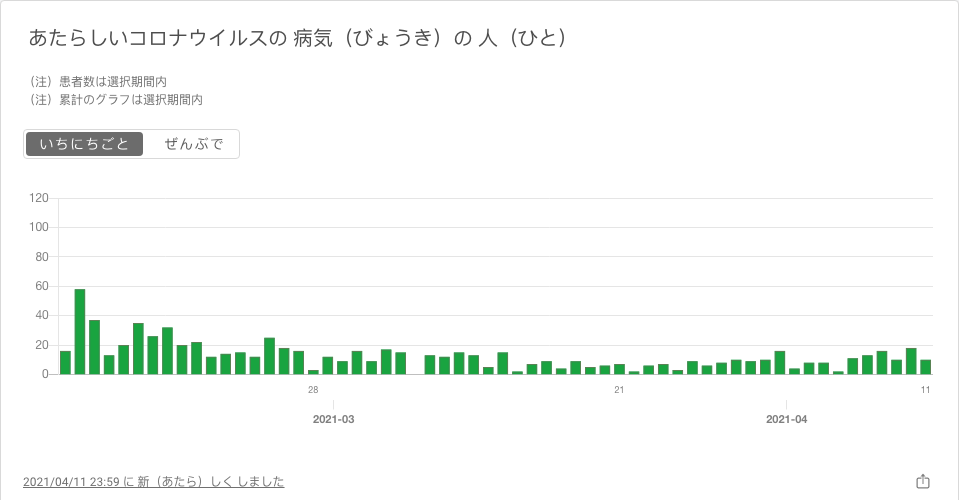 あたらしいコロナウイルスの 病気（びょうき）の 人（ひと）
（注）患者数は選択期間内
（注）累計のグラフは選択期間内
いちにちごと ぜんぶで
120
100
80
60
40
20
0
28 21 11
2021-03 2021-04
2021/04/11 23:59 に 新（あたら）しく しました